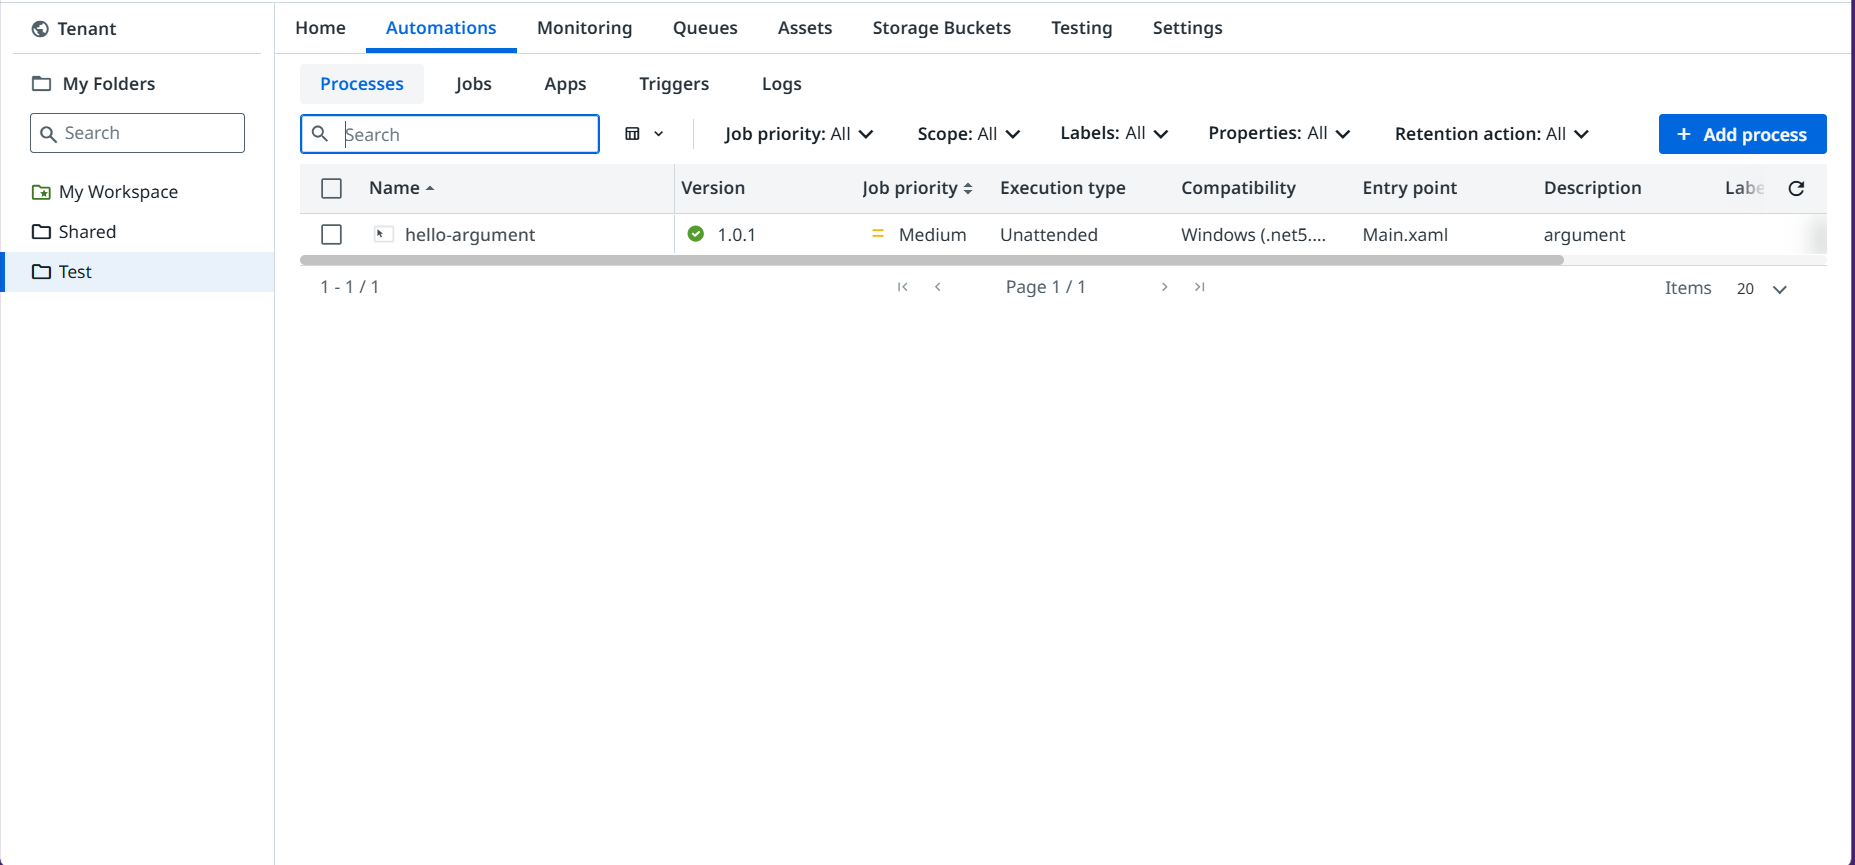 Tenant
My Folders
Search
My Workspace
Shared
Test
Home Automations Monitoring Queues Assets Storage Buckets Testing Settings
Processes Jobs Apps Triggers Logs
Search Job priority: All Scope: All Labels: All Properties: All Retention action: All + Add process
Name Version Job priority Execution type Compatibility Entry point Description Labe
hello-argument 1.0.1 Medium Unattended Windows (.net5.... Main.xaml argument
1 - 1 / 1 Page 1 / 1 Items 20